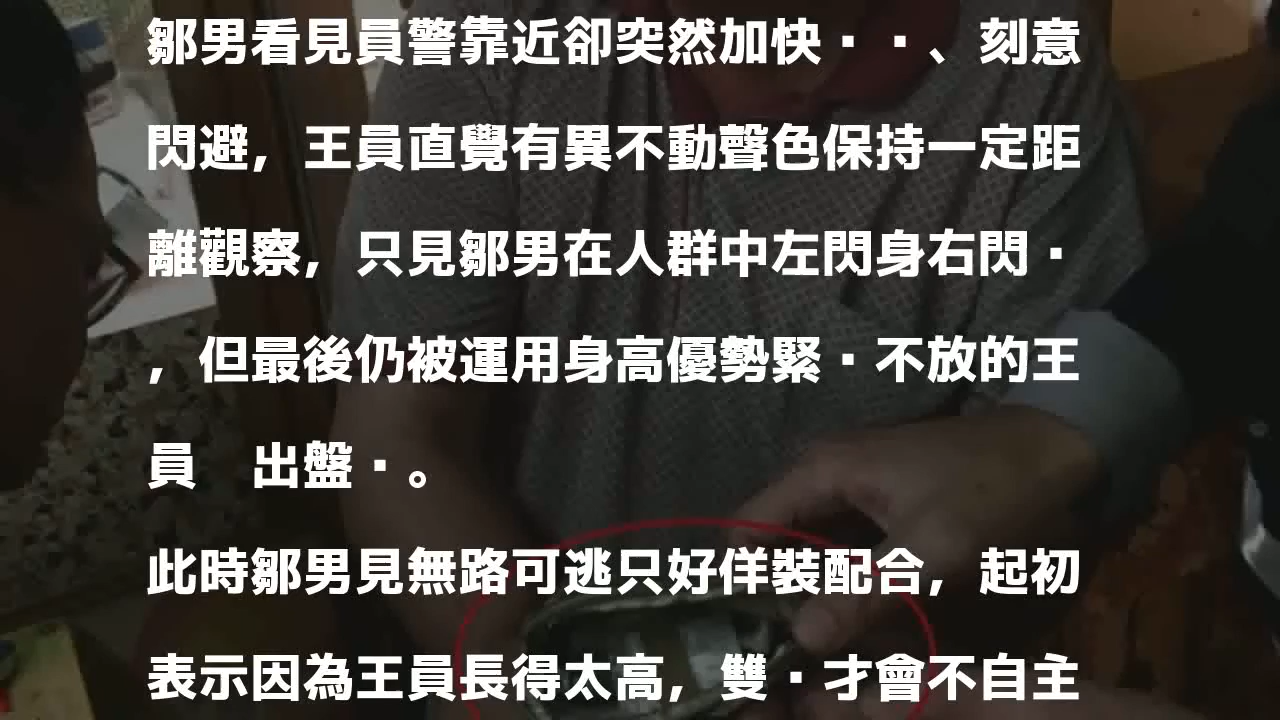 鄒男看見員警靠近卻突然加快▪▪、刻意
閃避，王員直覺有異不動聲色保持一定距
離觀察，只見鄒男在人群中左閃身右閃▪
，但最後仍被運用身高優勢緊▪不放的王
員　出盤▪。
此時鄒男見無路可逃只好佯裝配合，起初
表示因為王員長得太高，雙▪才會不自主